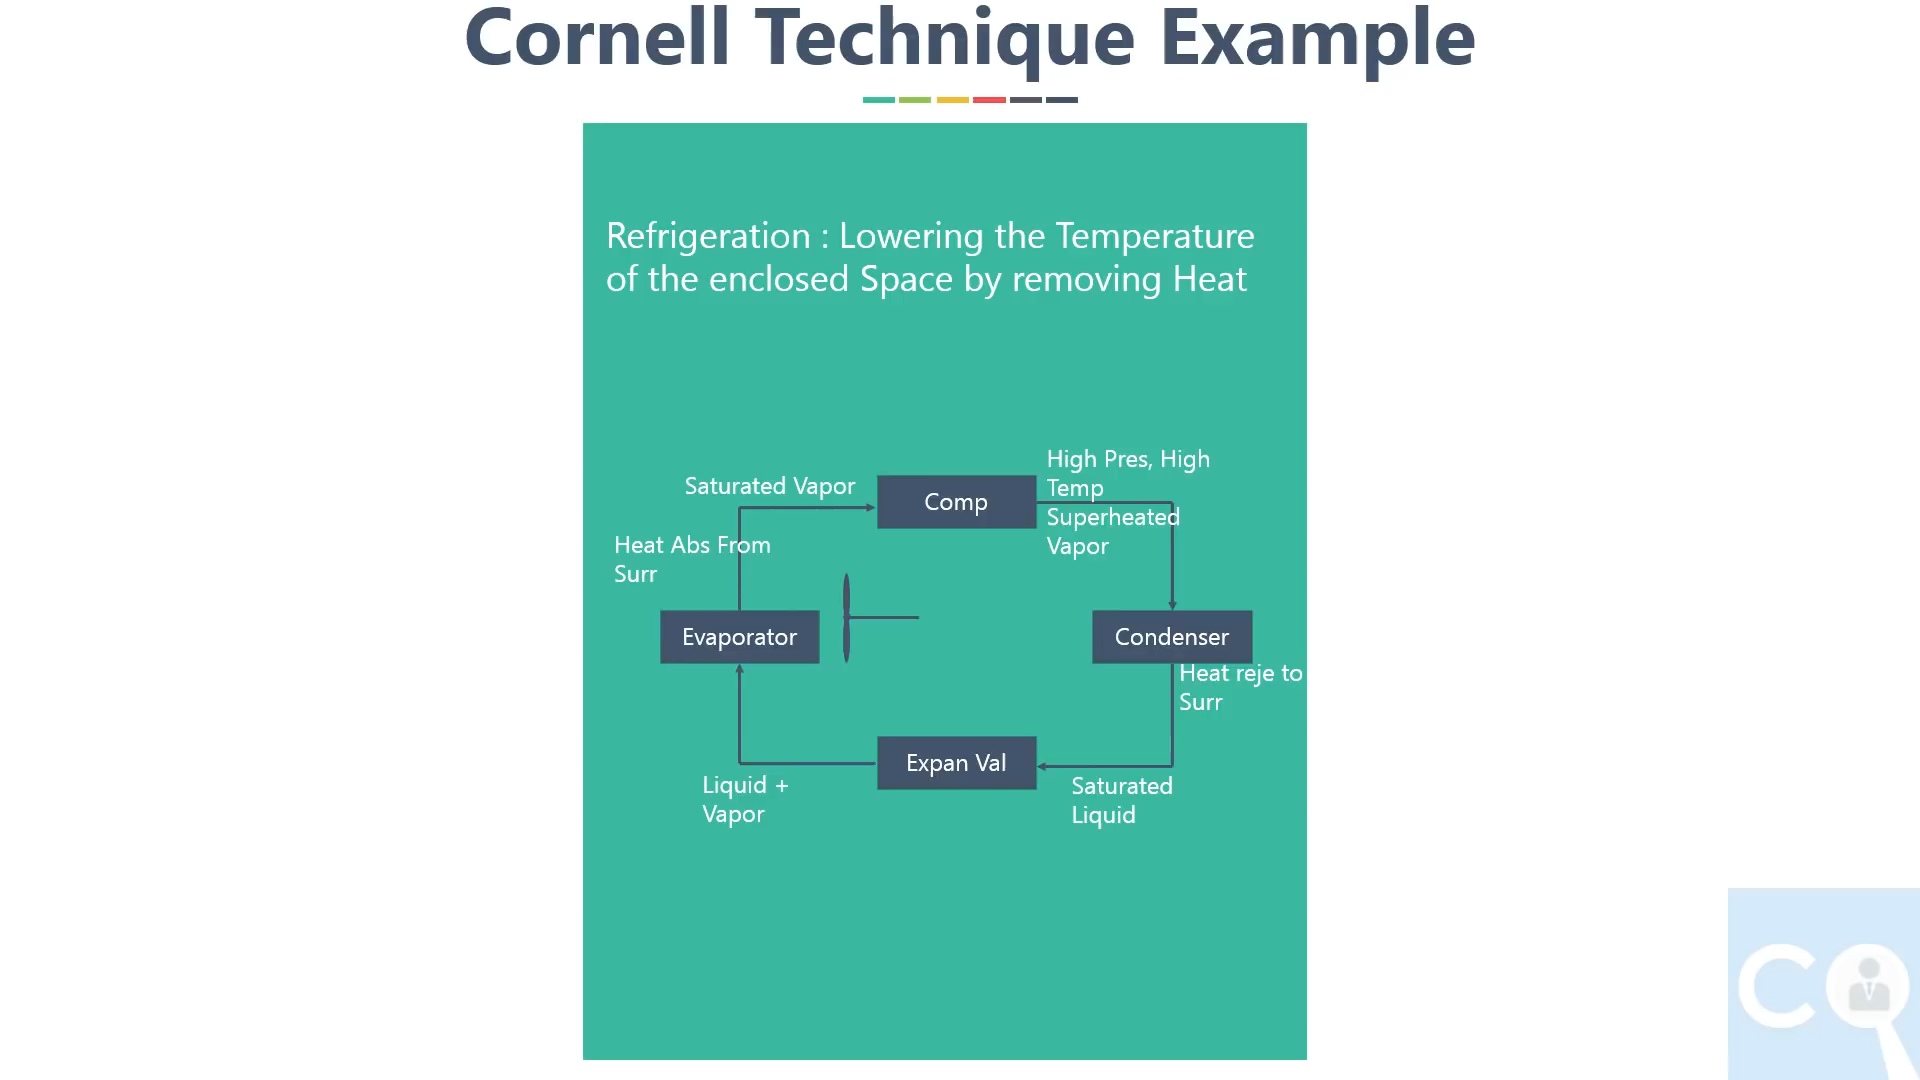 Cornell Technique Example
Refrigeration : Lowering the Temperature
of the enclosed Space by removing Heat
High Pres, High
Temp
Superheated
Vapor
Saturated Vapor
Comp
Heat Abs From
Surr
Evaporator
Condenser
Heat reje to
Surr
Expan Val
Liquid +
Vapor
Saturated
Liquid
CQ